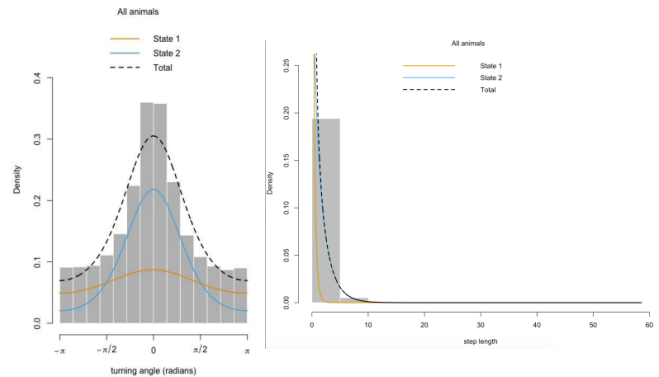 All animals
State 1
State 2
Total
Density
0.4
0.3
0.2
0.1
0.0
-π
-π/2
0
π/2
π
turning angle (radians)
All animals
State 1
State 2
Total
Density
0.25
0.20
0.15
0.10
0.05
0.00
0
10
20
30
40
50
60
step length